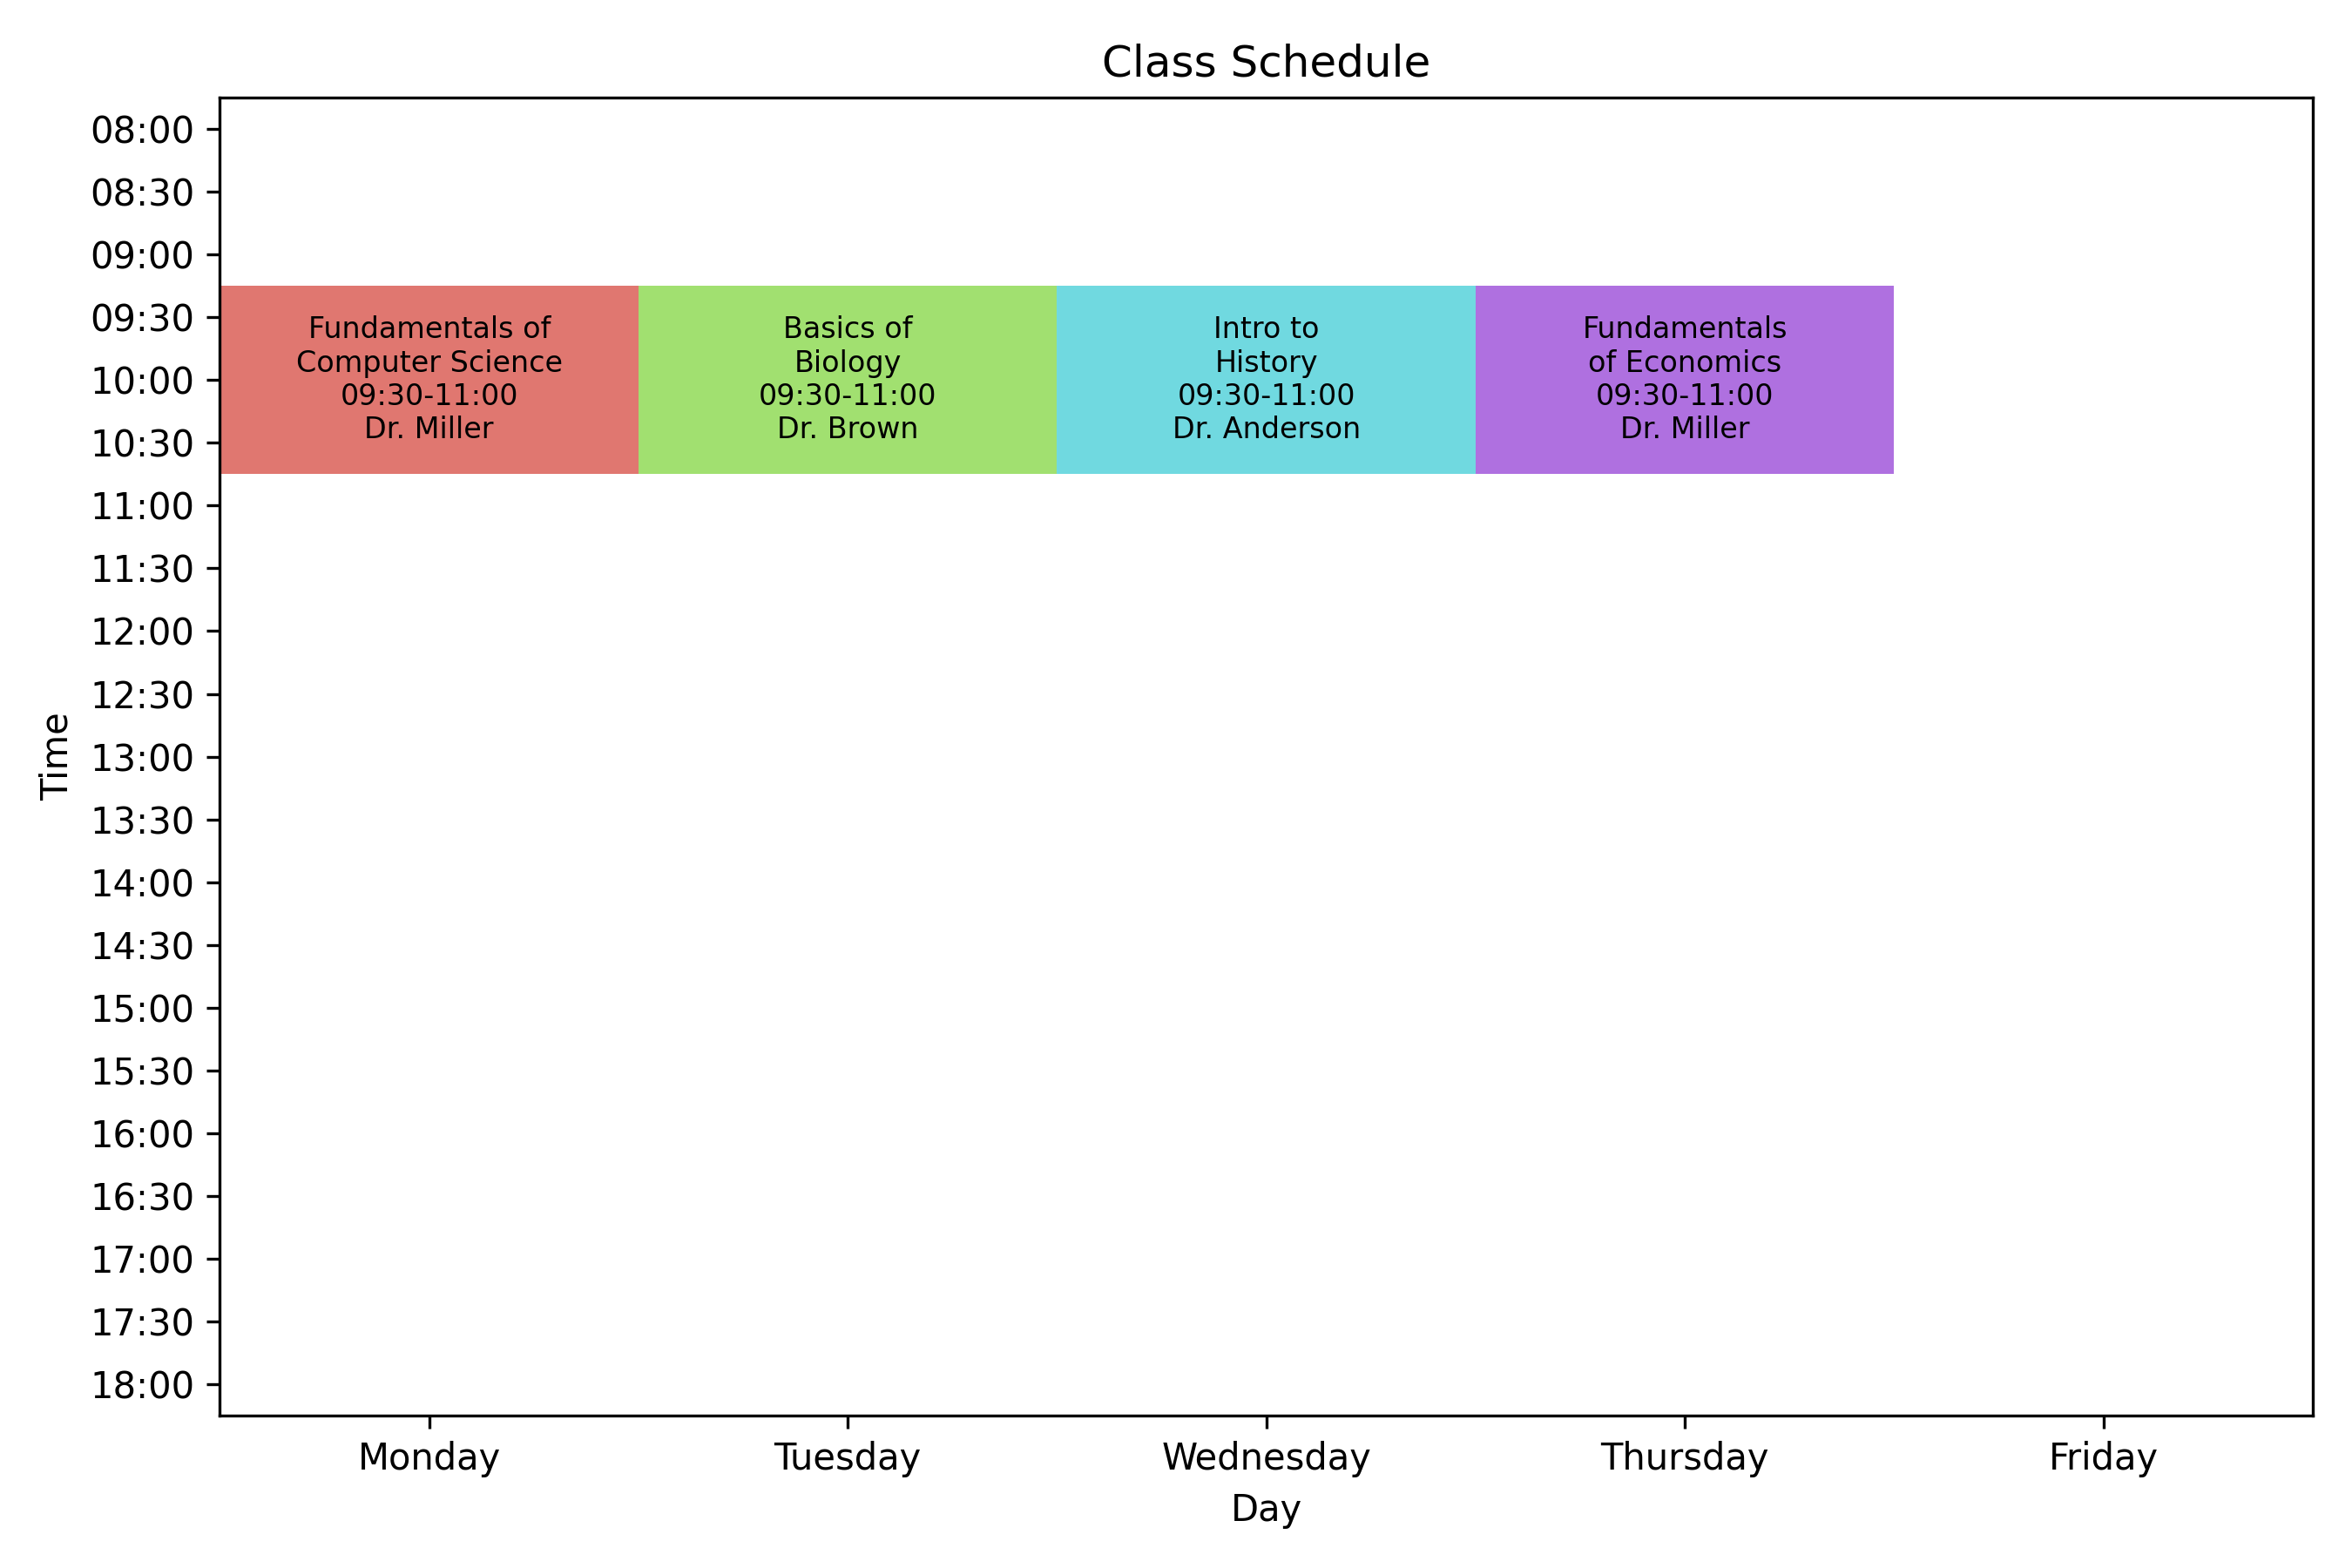 Class Schedule
08:00
08:30
09:00
09:30
10:00
10:30
11:00
11:30
12:00
12:30
13:00
13:30
14:00
14:30
15:00
15:30
16:00
16:30
17:00
17:30
18:00
Time
Fundamentals of
Computer Science
09:30-11:00
Dr. Miller
Basics of
Biology
09:30-11:00
Dr. Brown
Intro to
History
09:30-11:00
Dr. Anderson
Fundamentals
of Economics
09:30-11:00
Dr. Miller
Monday
Tuesday
Wednesday
Thursday
Friday
Day